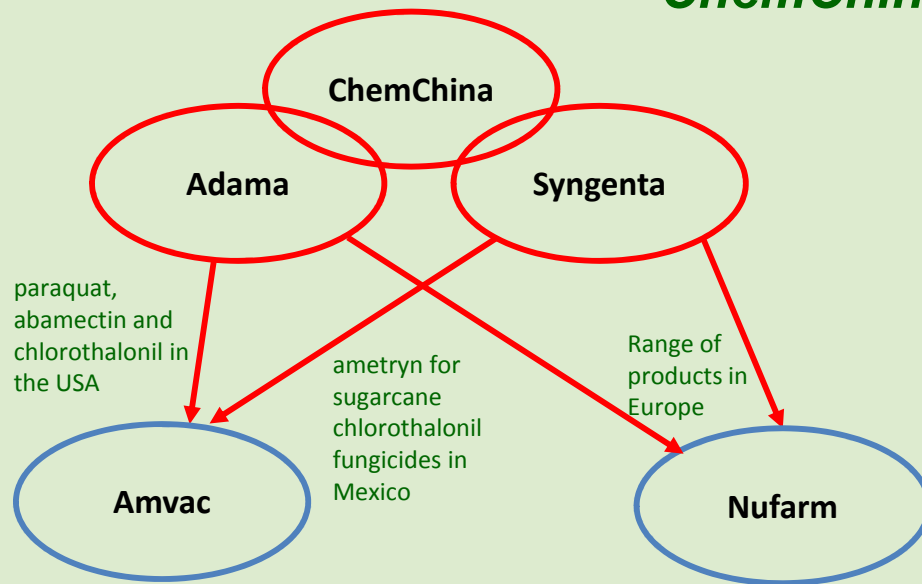 ChemChina
Adama
Syngenta
paraquat,
abamectin and
chlorothalonil in
the USA
ametryn for
sugarcane
chlorothalonil
fungicides in
Mexico
Range of
products in
Europe
Amvac
Nufarm